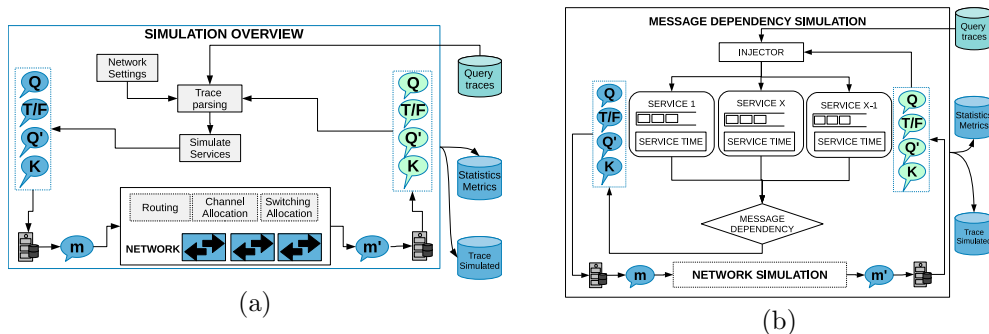 SIMULATION OVERVIEW
Network
Settings
Query
traces
Q
T/F
Q'
K
Trace
parsing
Q
T/F
Q'
K
Simulate
Services
Statistics
Metrics
Routing
Channel
Allocation
Switching
Allocation
m
NETWORK
m'
Trace
Simulated
(a)
MESSAGE DEPENDENCY SIMULATION
Query
traces
INJECTOR
Q
T/F
Q'
K
SERVICE 1
SERVICE TIME
SERVICE X
SERVICE TIME
SERVICE X-1
SERVICE TIME
Q
T/F
Q'
K
Statistics
Metrics
MESSAGE
DEPENDENCY
Trace
Simulated
m
NETWORK SIMULATION
m'
(b)